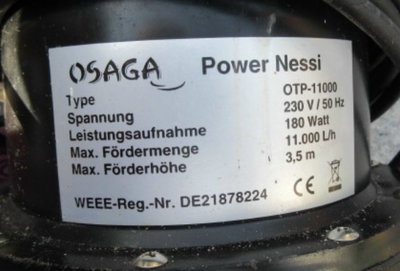 OSAGA Power Nessi
Type OTP-11000
Spannung 230 V / 50 Hz
Leistungsaufnahme 180 Watt
Max. Fördermenge 11.000 L/h
Max. Förderhöhe 3,5 m
WEEE-Reg.-Nr. DE21878224 CE